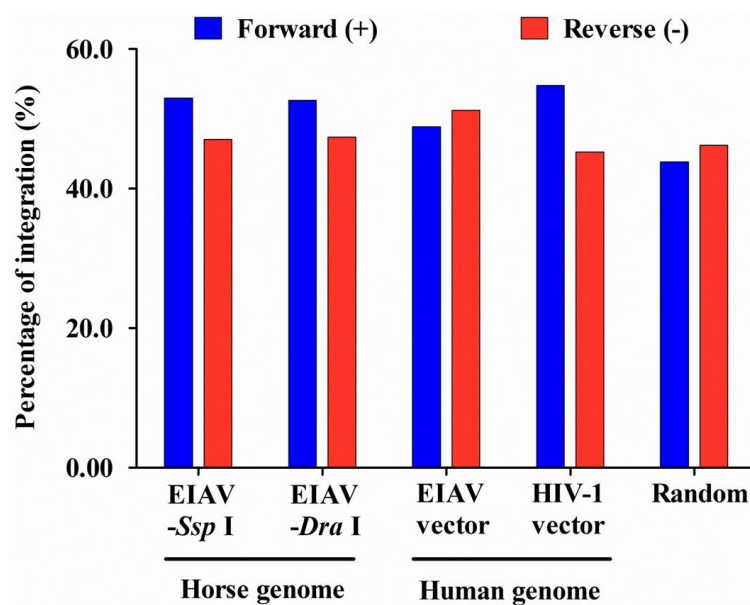 Forward (+) Reverse (-)
Percentage of integration (%)
60.0
40.0
20.0
0.00
EIAV EIAV EIAV HIV-1 Random
-Ssp I -Dra I vector vector
Horse genome Human genome